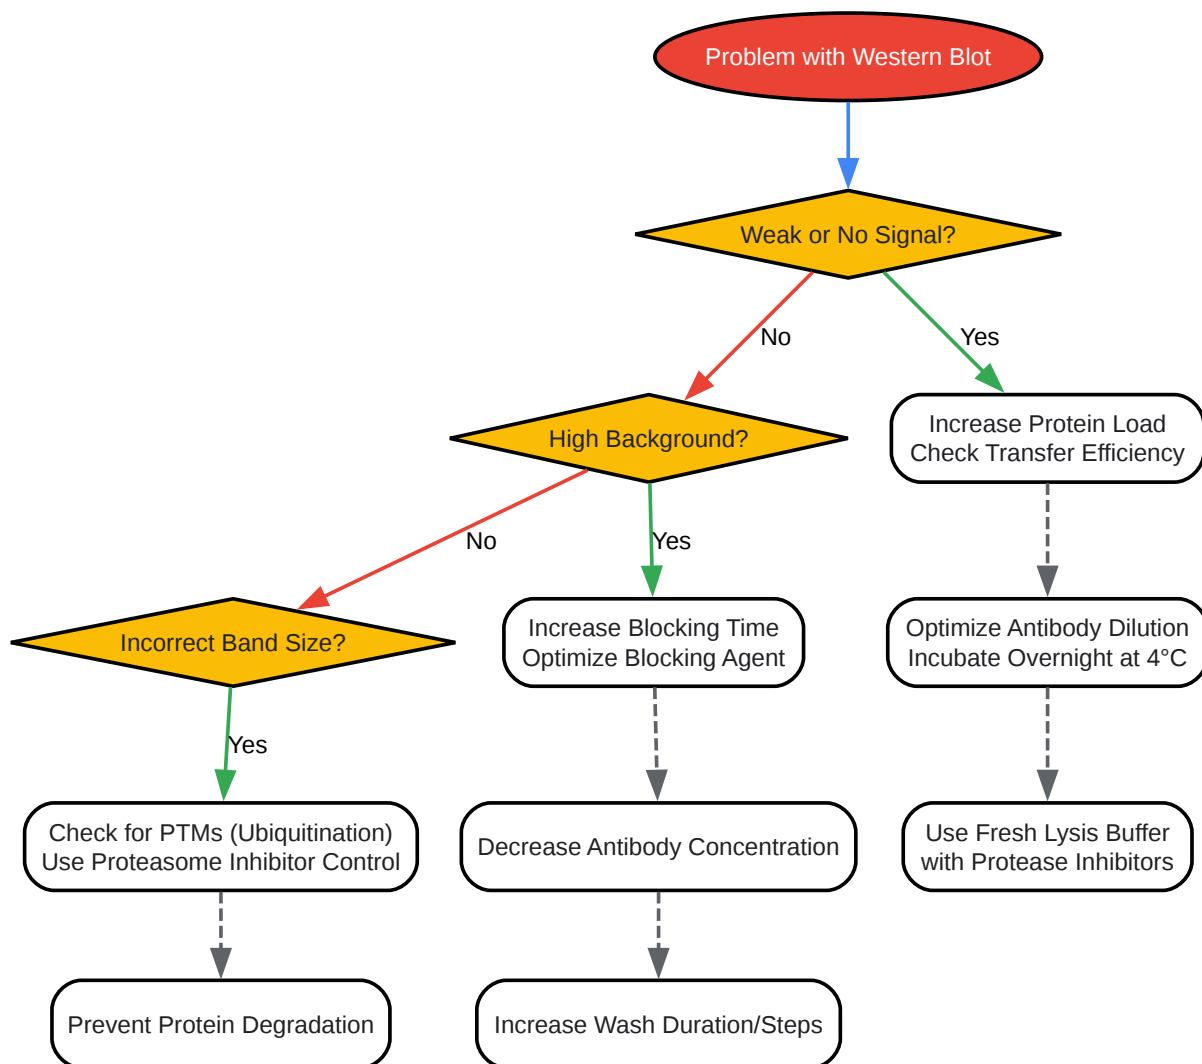 Problem with Western Blot
Weak or No Signal?
No
Yes
High Background?
Increase Protein Load
Check Transfer Efficiency
No
Yes
Incorrect Band Size?
Increase Blocking Time
Optimize Blocking Agent
Optimize Antibody Dilution
Incubate Overnight at 4°C
Yes
Check for PTMs (Ubiquitination)
Use Proteasome Inhibitor Control
Decrease Antibody Concentration
Use Fresh Lysis Buffer
with Protease Inhibitors
Prevent Protein Degradation
Increase Wash Duration/Steps